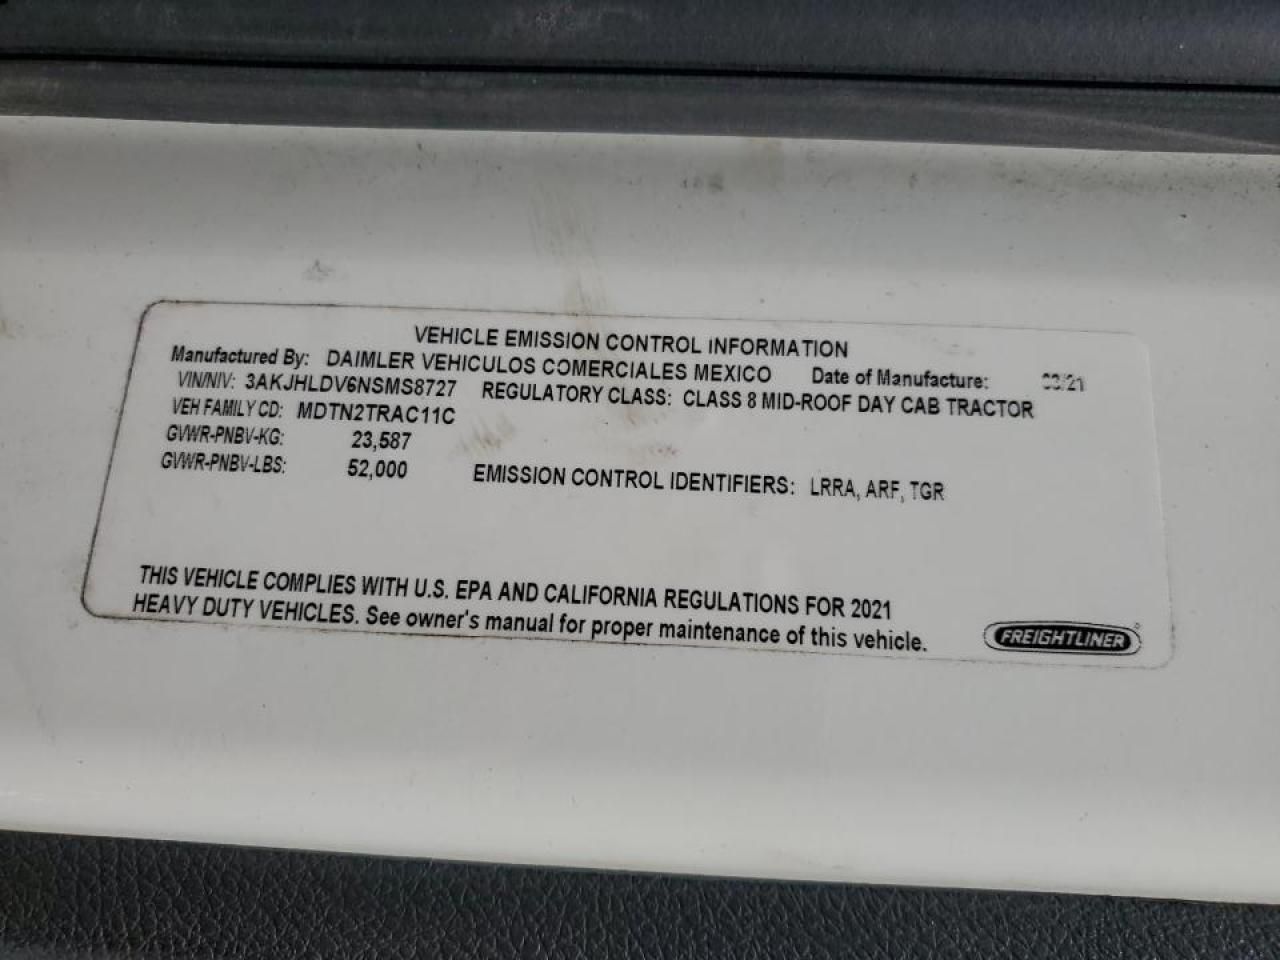 VEHICLE EMISSION CONTROL INFORMATION
Manufactured By: DAIMLER VEHICULOS COMERCIALES MEXICO Date of Manufacture: /21
VIN/NIV: 3AKJHLDV6NSMS8727 REGULATORY CLASS: CLASS 8 MID-ROOF DAY CAB TRACTOR
VEH FAMILY CD: MDTN2TRAC11C
GVWR-PNBV-KG: 23,587
GVWR-PNBV-LBS: 52,000 EMISSION CONTROL IDENTIFIERS: LRRA, ARF, TGR
THIS VEHICLE COMPLIES WITH U.S. EPA AND CALIFORNIA REGULATIONS FOR 2021
HEAVY DUTY VEHICLES. See owner's manual for proper maintenance of this vehicle.
FREIGHTLINER